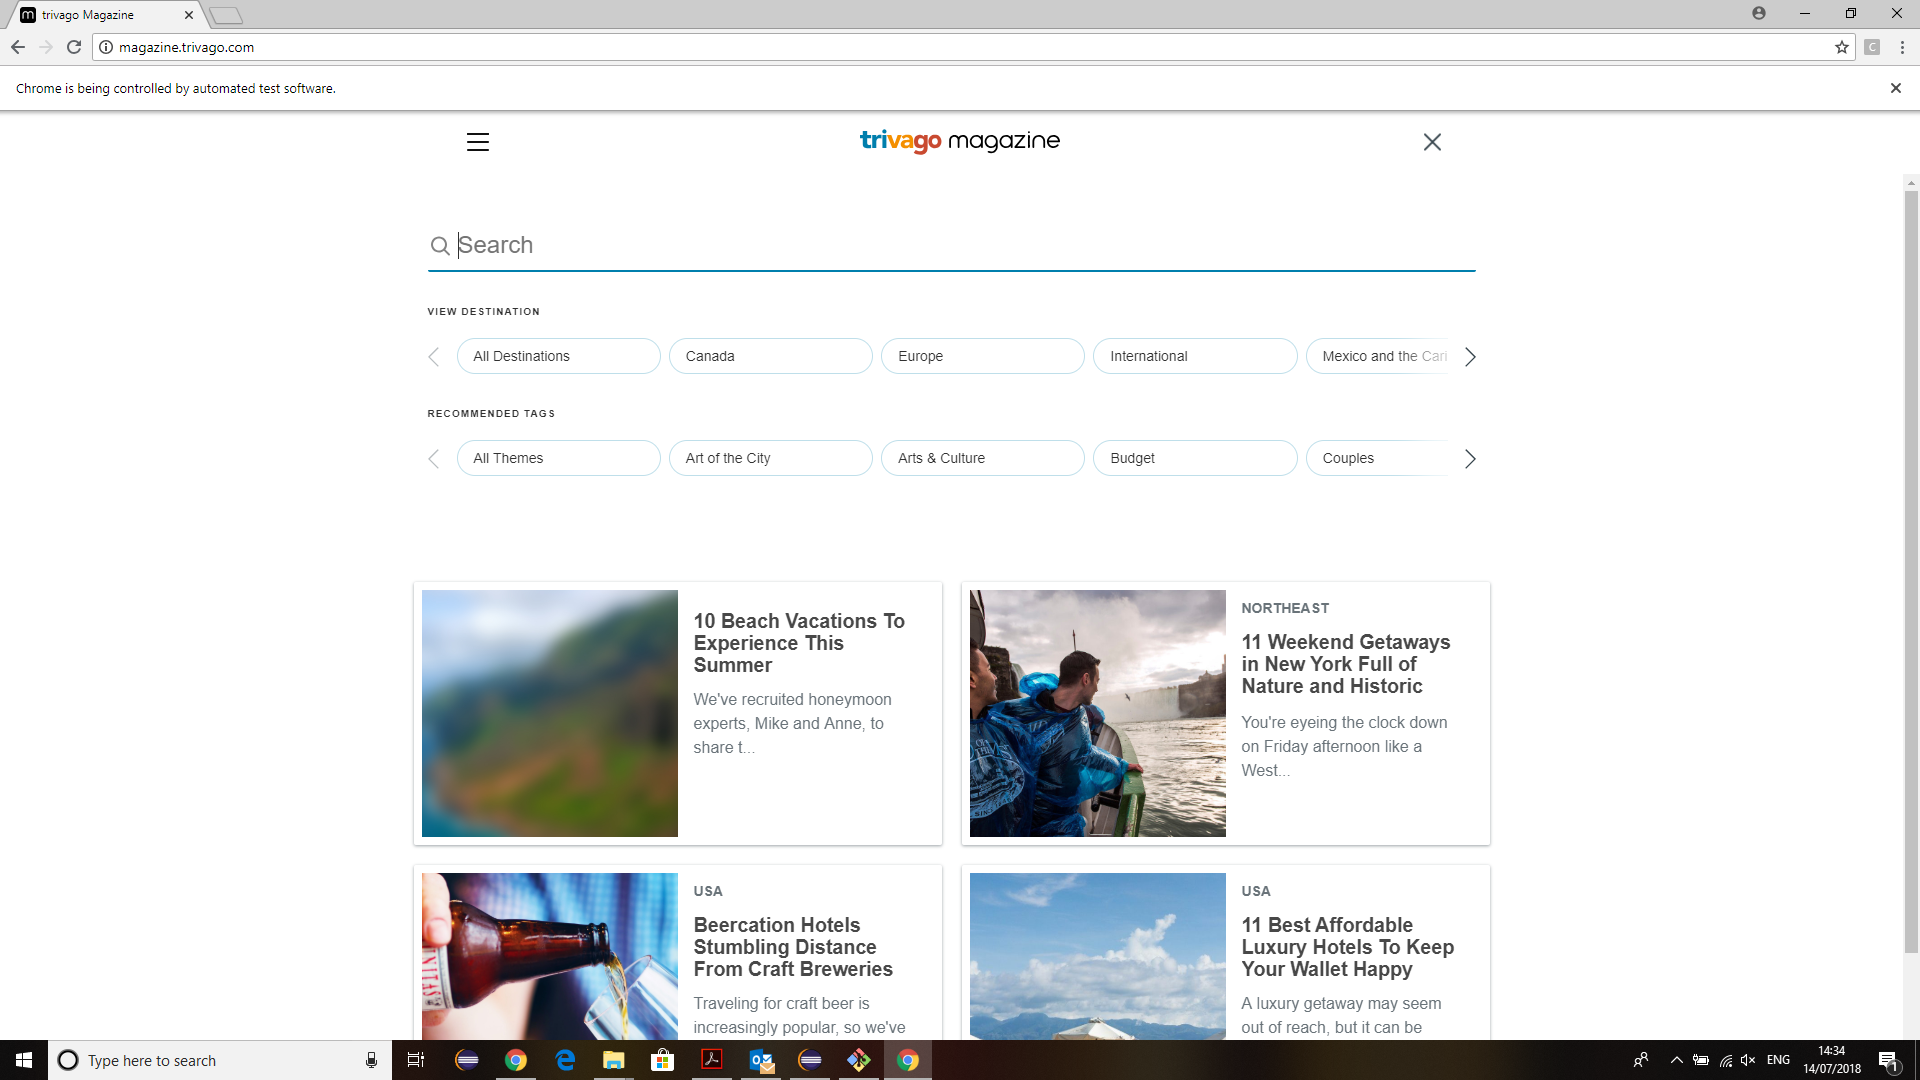 trivago Magazine
magazine.trivago.com
Chrome is being controlled by automated test software.
trivago magazine
Search
VIEW DESTINATION
All Destinations
Canada
Europe
International
Mexico and the Cari
RECOMMENDED TAGS
All Themes
Art of the City
Arts & Culture
Budget
Couples
10 Beach Vacations To
Experience This
Summer
We've recruited honeymoon
experts, Mike and Anne, to
share t...
NORTHEAST
11 Weekend Getaways
in New York Full of
Nature and Historic
You're eyeing the clock down
on Friday afternoon like a
West...
USA
Beercation Hotels
Stumbling Distance
From Craft Breweries
Traveling for craft beer is
increasingly popular, so we've
USA
11 Best Affordable
Luxury Hotels To Keep
Your Wallet Happy
A luxury getaway may seem
out of reach, but it can be
Type here to search
ENG
14:34
14/07/2018
1